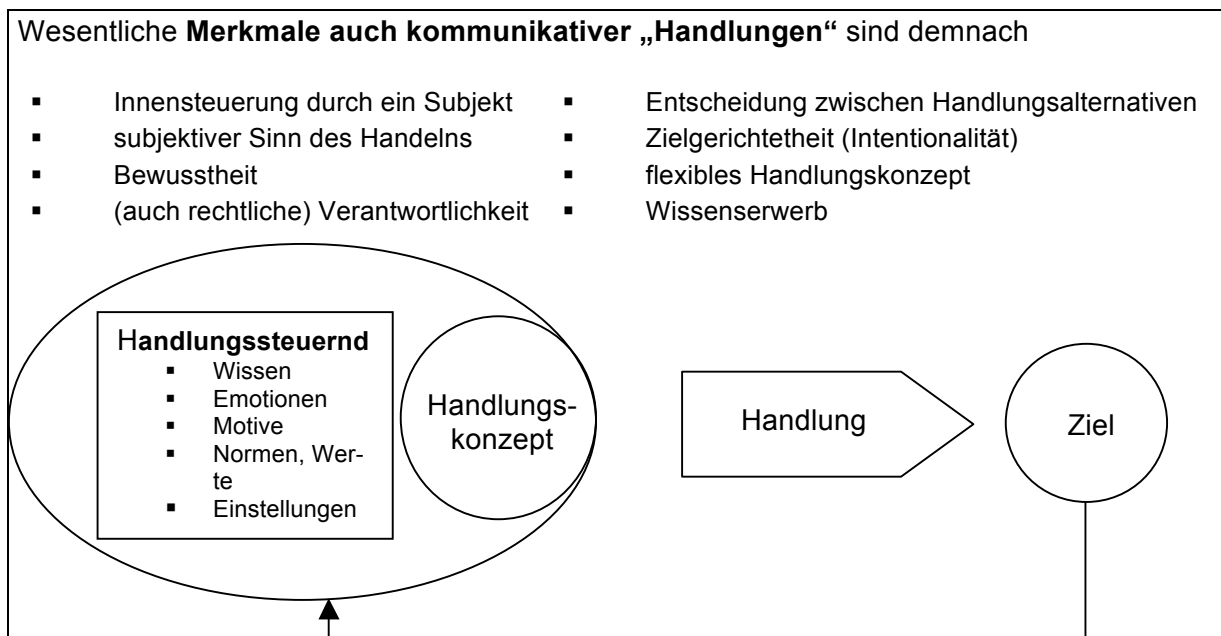 Wesentliche Merkmale auch kommunikativer „Handlungen“ sind demnach
▪ Innensteuerung durch ein Subjekt
▪ subjektiver Sinn des Handelns
▪ Bewusstheit
▪ (auch rechtliche) Verantwortlichkeit
▪ Entscheidung zwischen Handlungsalternativen
▪ Zielgerichtetheit (Intentionalität)
▪ flexibles Handlungskonzept
▪ Wissenserwerb
Handlungssteuernd
▪ Wissen
▪ Emotionen
▪ Motive
▪ Normen, Wer-
te
▪ Einstellungen
Handlungs-
konzept
Handlung
Ziel